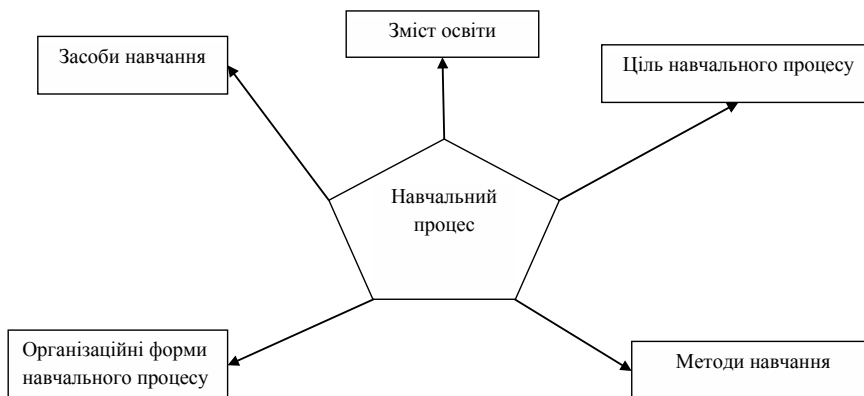 Зміст освіти
Засоби навчання
Ціль навчального процесу
Навчальний
процес
Організаційні форми
навчального процесу
Методи навчання